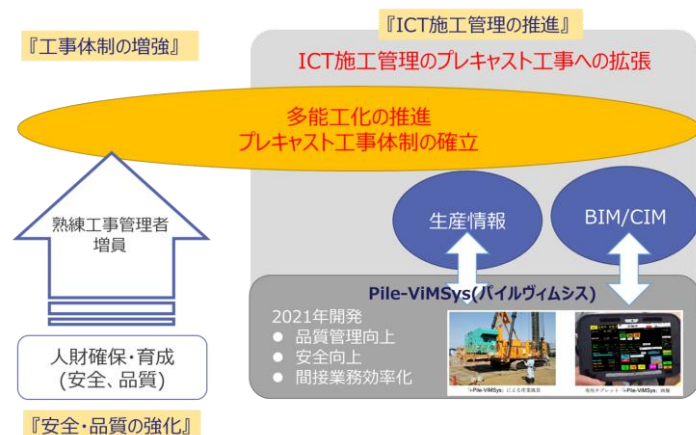 『工事体制の増強』
『ICT施工管理の推進』
ICT施工管理のプレキャスト工事への拡張
多能工化の推進
プレキャスト工事体制の確立
熟練工事管理者
増員
生産情報
BIM/CIM
Pile-ViMSys(パイルヴィムシス)
2021年開発
● 品質管理向上
● 安全向上
● 間接業務効率化
人財確保・育成
(安全、品質)
『安全・品質の強化』